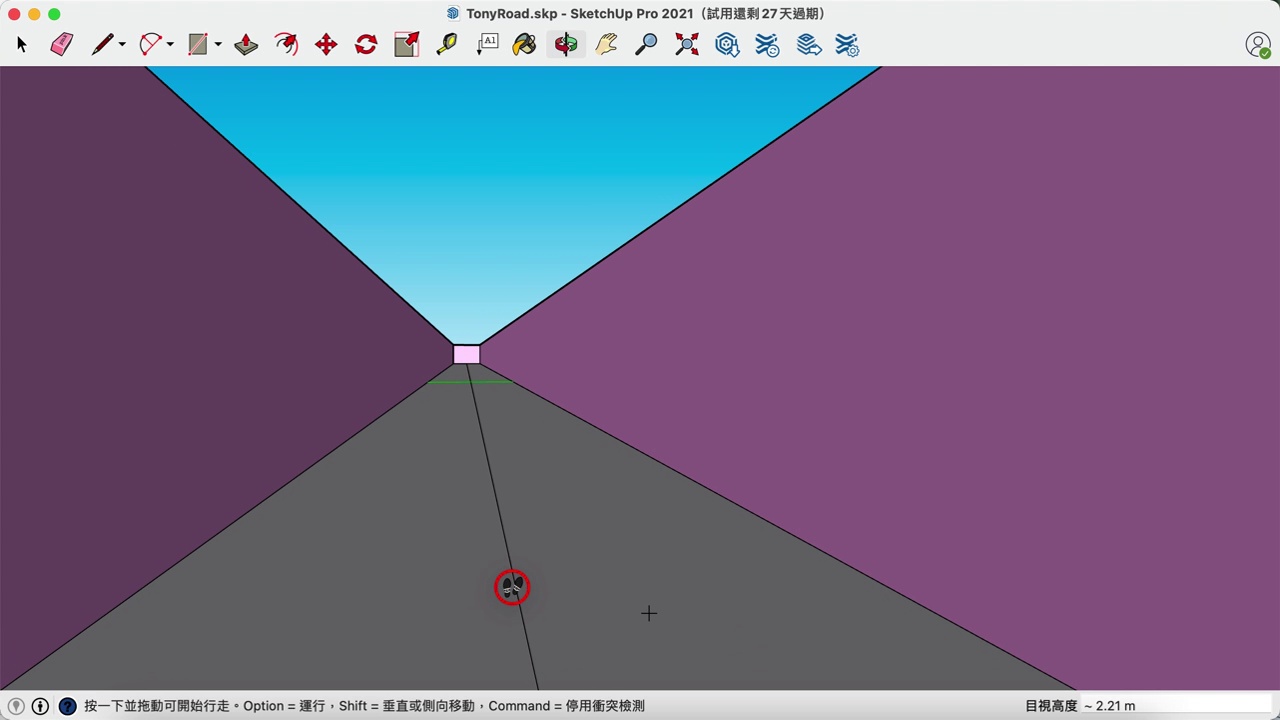 TonyRoad.skp - SketchUp Pro 2021（試用還剩 27 天過期）
A1
按一下並拖動可開始行走。Option = 運行，Shift = 垂直或側向移動，Command = 停用衝突檢測
目視高度 ~ 2.21 m